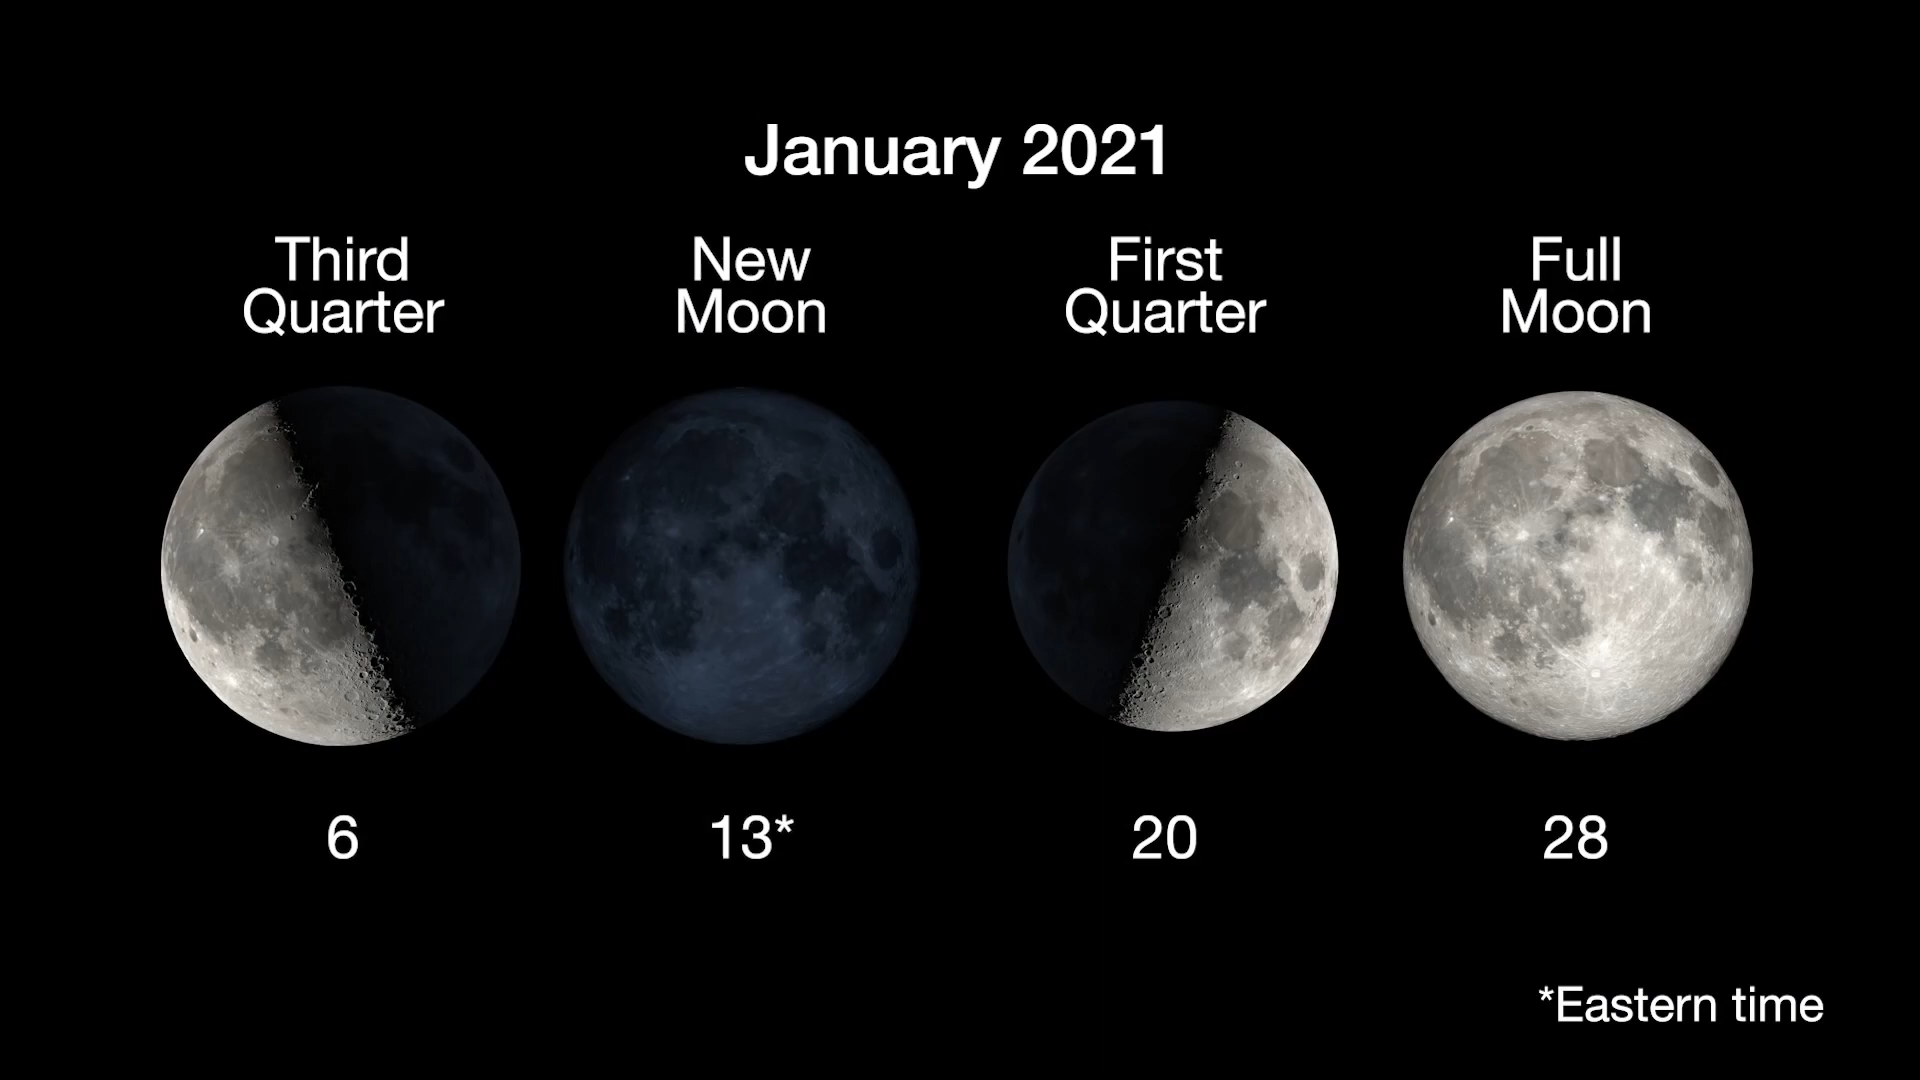 January 2021
Third
Quarter
New
Moon
First
Quarter
Full
Moon
6
13*
20
28
*Eastern time